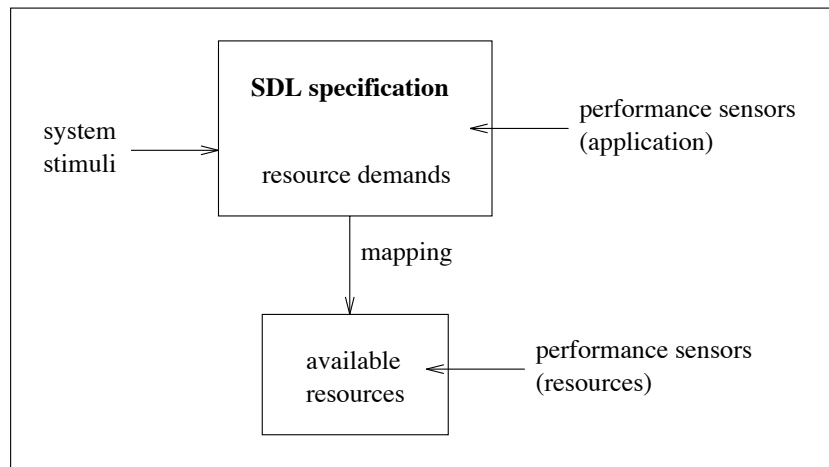 SDL specification
performance sensors
(application)
system
stimuli
resource demands
mapping
available
resources
performance sensors
(resources)